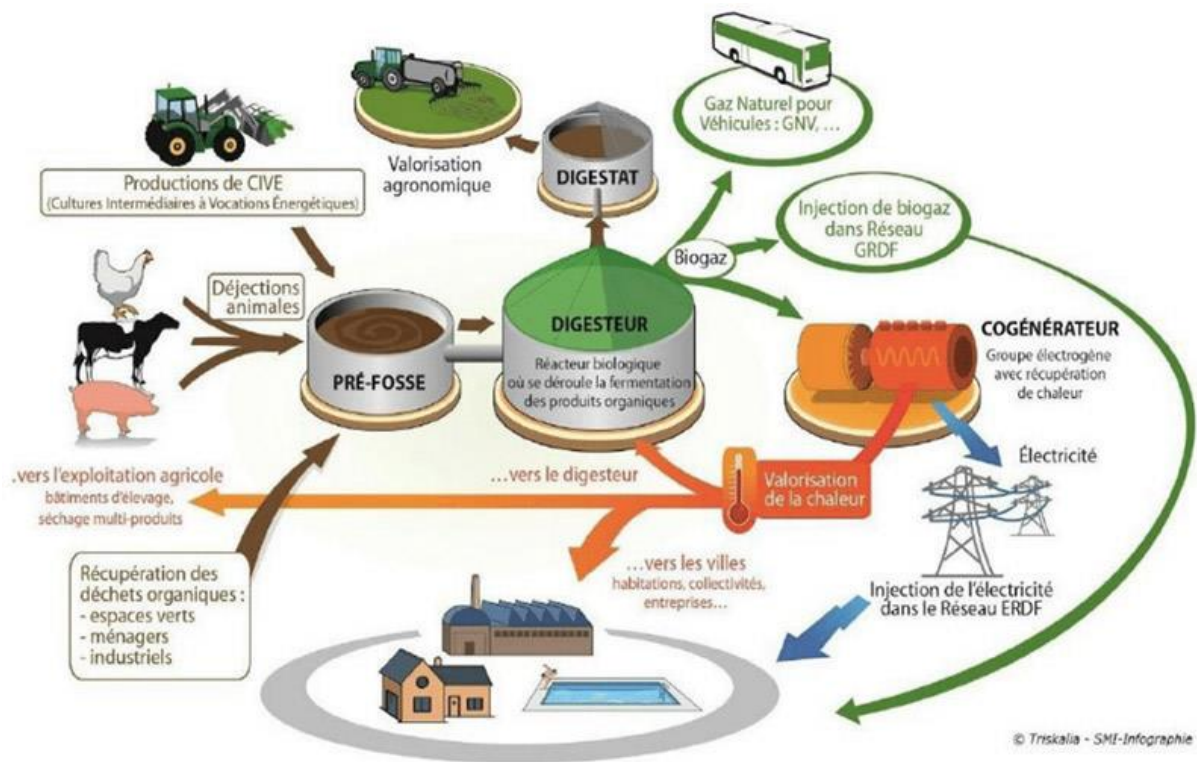 Gaz Naturel pour
Véhicules : GNV, ...
Valorisation
agronomique
DIGESTAT
Productions de CIVE
(Cultures Intermédiaires à Vocations Énergétiques)
Injection de biogaz
dans Réseau
GRDF
Biogaz
Déjections
animales
DIGESTEUR
Réacteur biologique
où se déroule la fermentation
des produits organiques
PRÉ-FOSSE
COGÉNÉRATEUR
Groupe électrogène
avec récupération
de chaleur
Électricité
..vers l'exploitation agricole
bâtiments d'élevage,
séchage multi-produits
...vers le digesteur
Valorisation
de la chaleur
...vers les villes
habitations, collectivités,
entreprises...
Injection de l'électricité
dans le Réseau ERDF
Récupération des
déchets organiques :
- espaces verts
- ménagers
- industriels
© Triskalia - SMI-Infographie